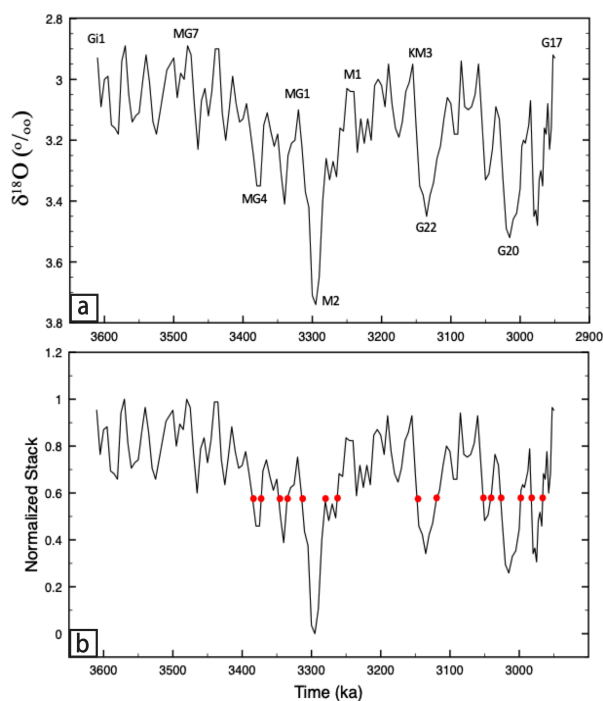 2.8
Gi1
MG7
G17
KM3
M1
3
MG1
3.2
δ¹⁸O (°/₀₀)
MG4
3.4
G22
G20
3.6
M2
a
3.8
3600 3500 3400 3300 3200 3100 3000 2900
1.2
1
0.8
Normalized Stack
0.6
0.4
0.2
0
b
3600 3500 3400 3300 3200 3100 3000
Time (ka)